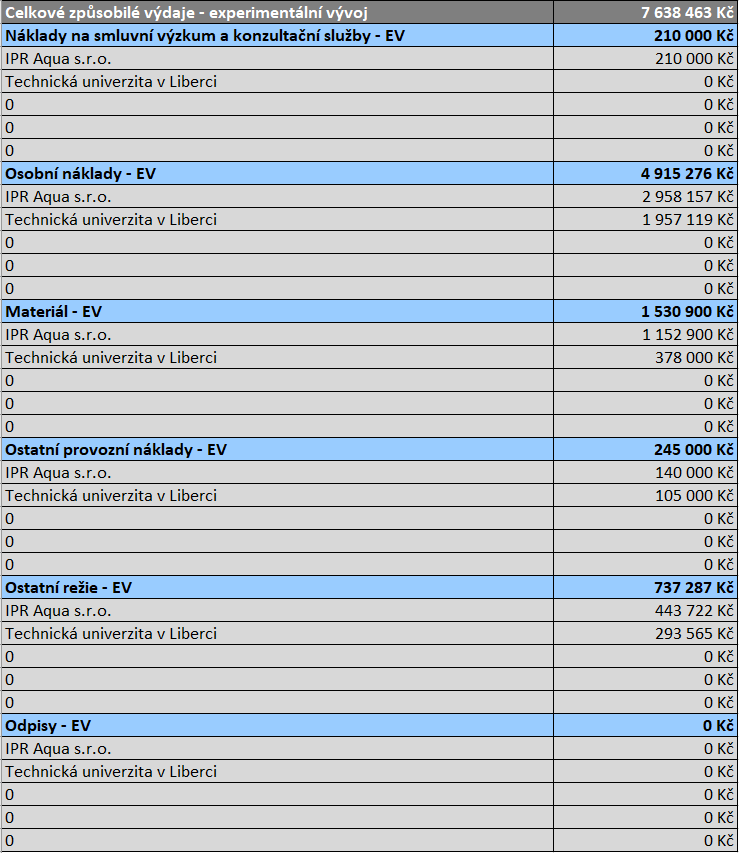 Celkové způsobilé výdaje - experimentální vývoj 7 638 463 Kč
Náklady na smluvní výzkum a konzultační služby - EV 210 000 Kč
IPR Aqua s.r.o. 210 000 Kč
Technická univerzita v Liberci 0 Kč
0 0 Kč
0 0 Kč
0 0 Kč
Osobní náklady - EV 4 915 276 Kč
IPR Aqua s.r.o. 2 958 157 Kč
Technická univerzita v Liberci 1 957 119 Kč
0 0 Kč
0 0 Kč
0 0 Kč
Materiál - EV 1 530 900 Kč
IPR Aqua s.r.o. 1 152 900 Kč
Technická univerzita v Liberci 378 000 Kč
0 0 Kč
0 0 Kč
0 0 Kč
Ostatní provozní náklady - EV 245 000 Kč
IPR Aqua s.r.o. 140 000 Kč
Technická univerzita v Liberci 105 000 Kč
0 0 Kč
0 0 Kč
0 0 Kč
Ostatní režie - EV 737 287 Kč
IPR Aqua s.r.o. 443 722 Kč
Technická univerzita v Liberci 293 565 Kč
0 0 Kč
0 0 Kč
0 0 Kč
Odpisy - EV 0 Kč
IPR Aqua s.r.o. 0 Kč
Technická univerzita v Liberci 0 Kč
0 0 Kč
0 0 Kč
0 0 Kč